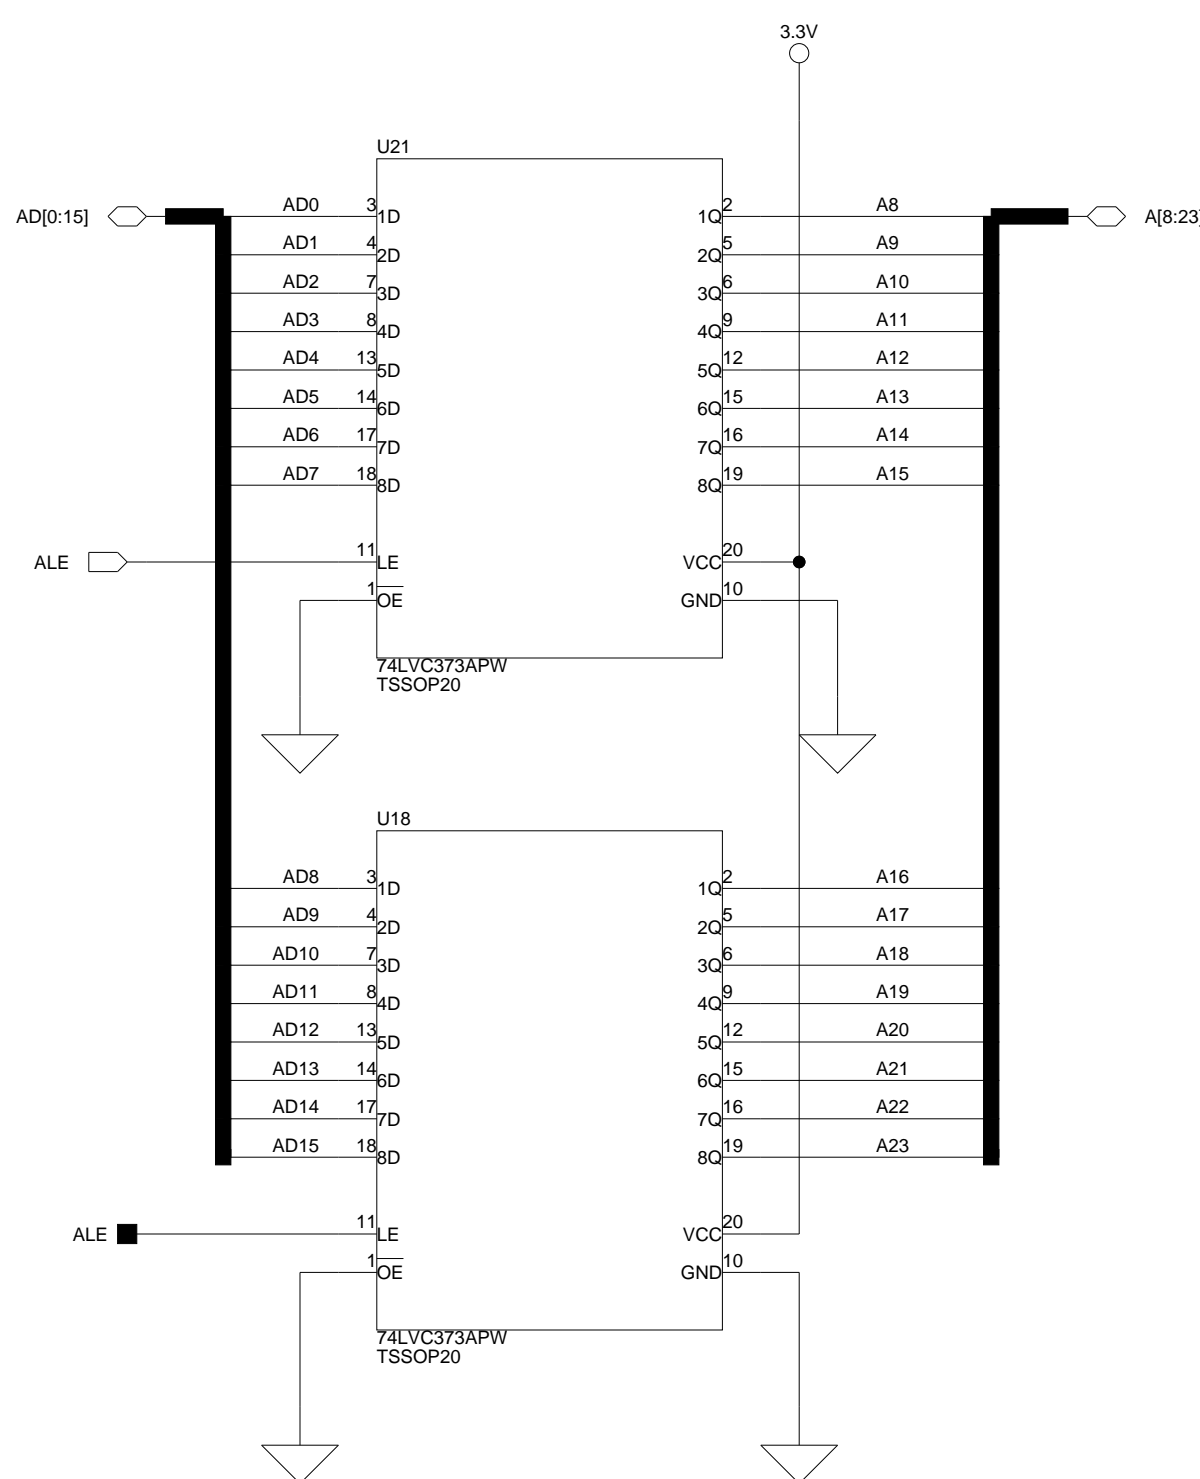 3.3V
U21
AD[0:15] AD0 3 1D 1Q 2 A8 A[8:23]
AD1 4 2D 2Q 5 A9
AD2 7 3D 3Q 6 A10
AD3 8 4D 4Q 9 A11
AD4 13 5D 5Q 12 A12
AD5 14 6D 6Q 15 A13
AD6 17 7D 7Q 16 A14
AD7 18 8D 8Q 19 A15
ALE 11 LE VCC 20
1 OE GND 10
74LVC373APW
TSSOP20
U18
AD8 3 1D 1Q 2 A16
AD9 4 2D 2Q 5 A17
AD10 7 3D 3Q 6 A18
AD11 8 4D 4Q 9 A19
AD12 13 5D 5Q 12 A20
AD13 14 6D 6Q 15 A21
AD14 17 7D 7Q 16 A22
AD15 18 8D 8Q 19 A23
ALE 11 LE VCC 20
1 OE GND 10
74LVC373APW
TSSOP20